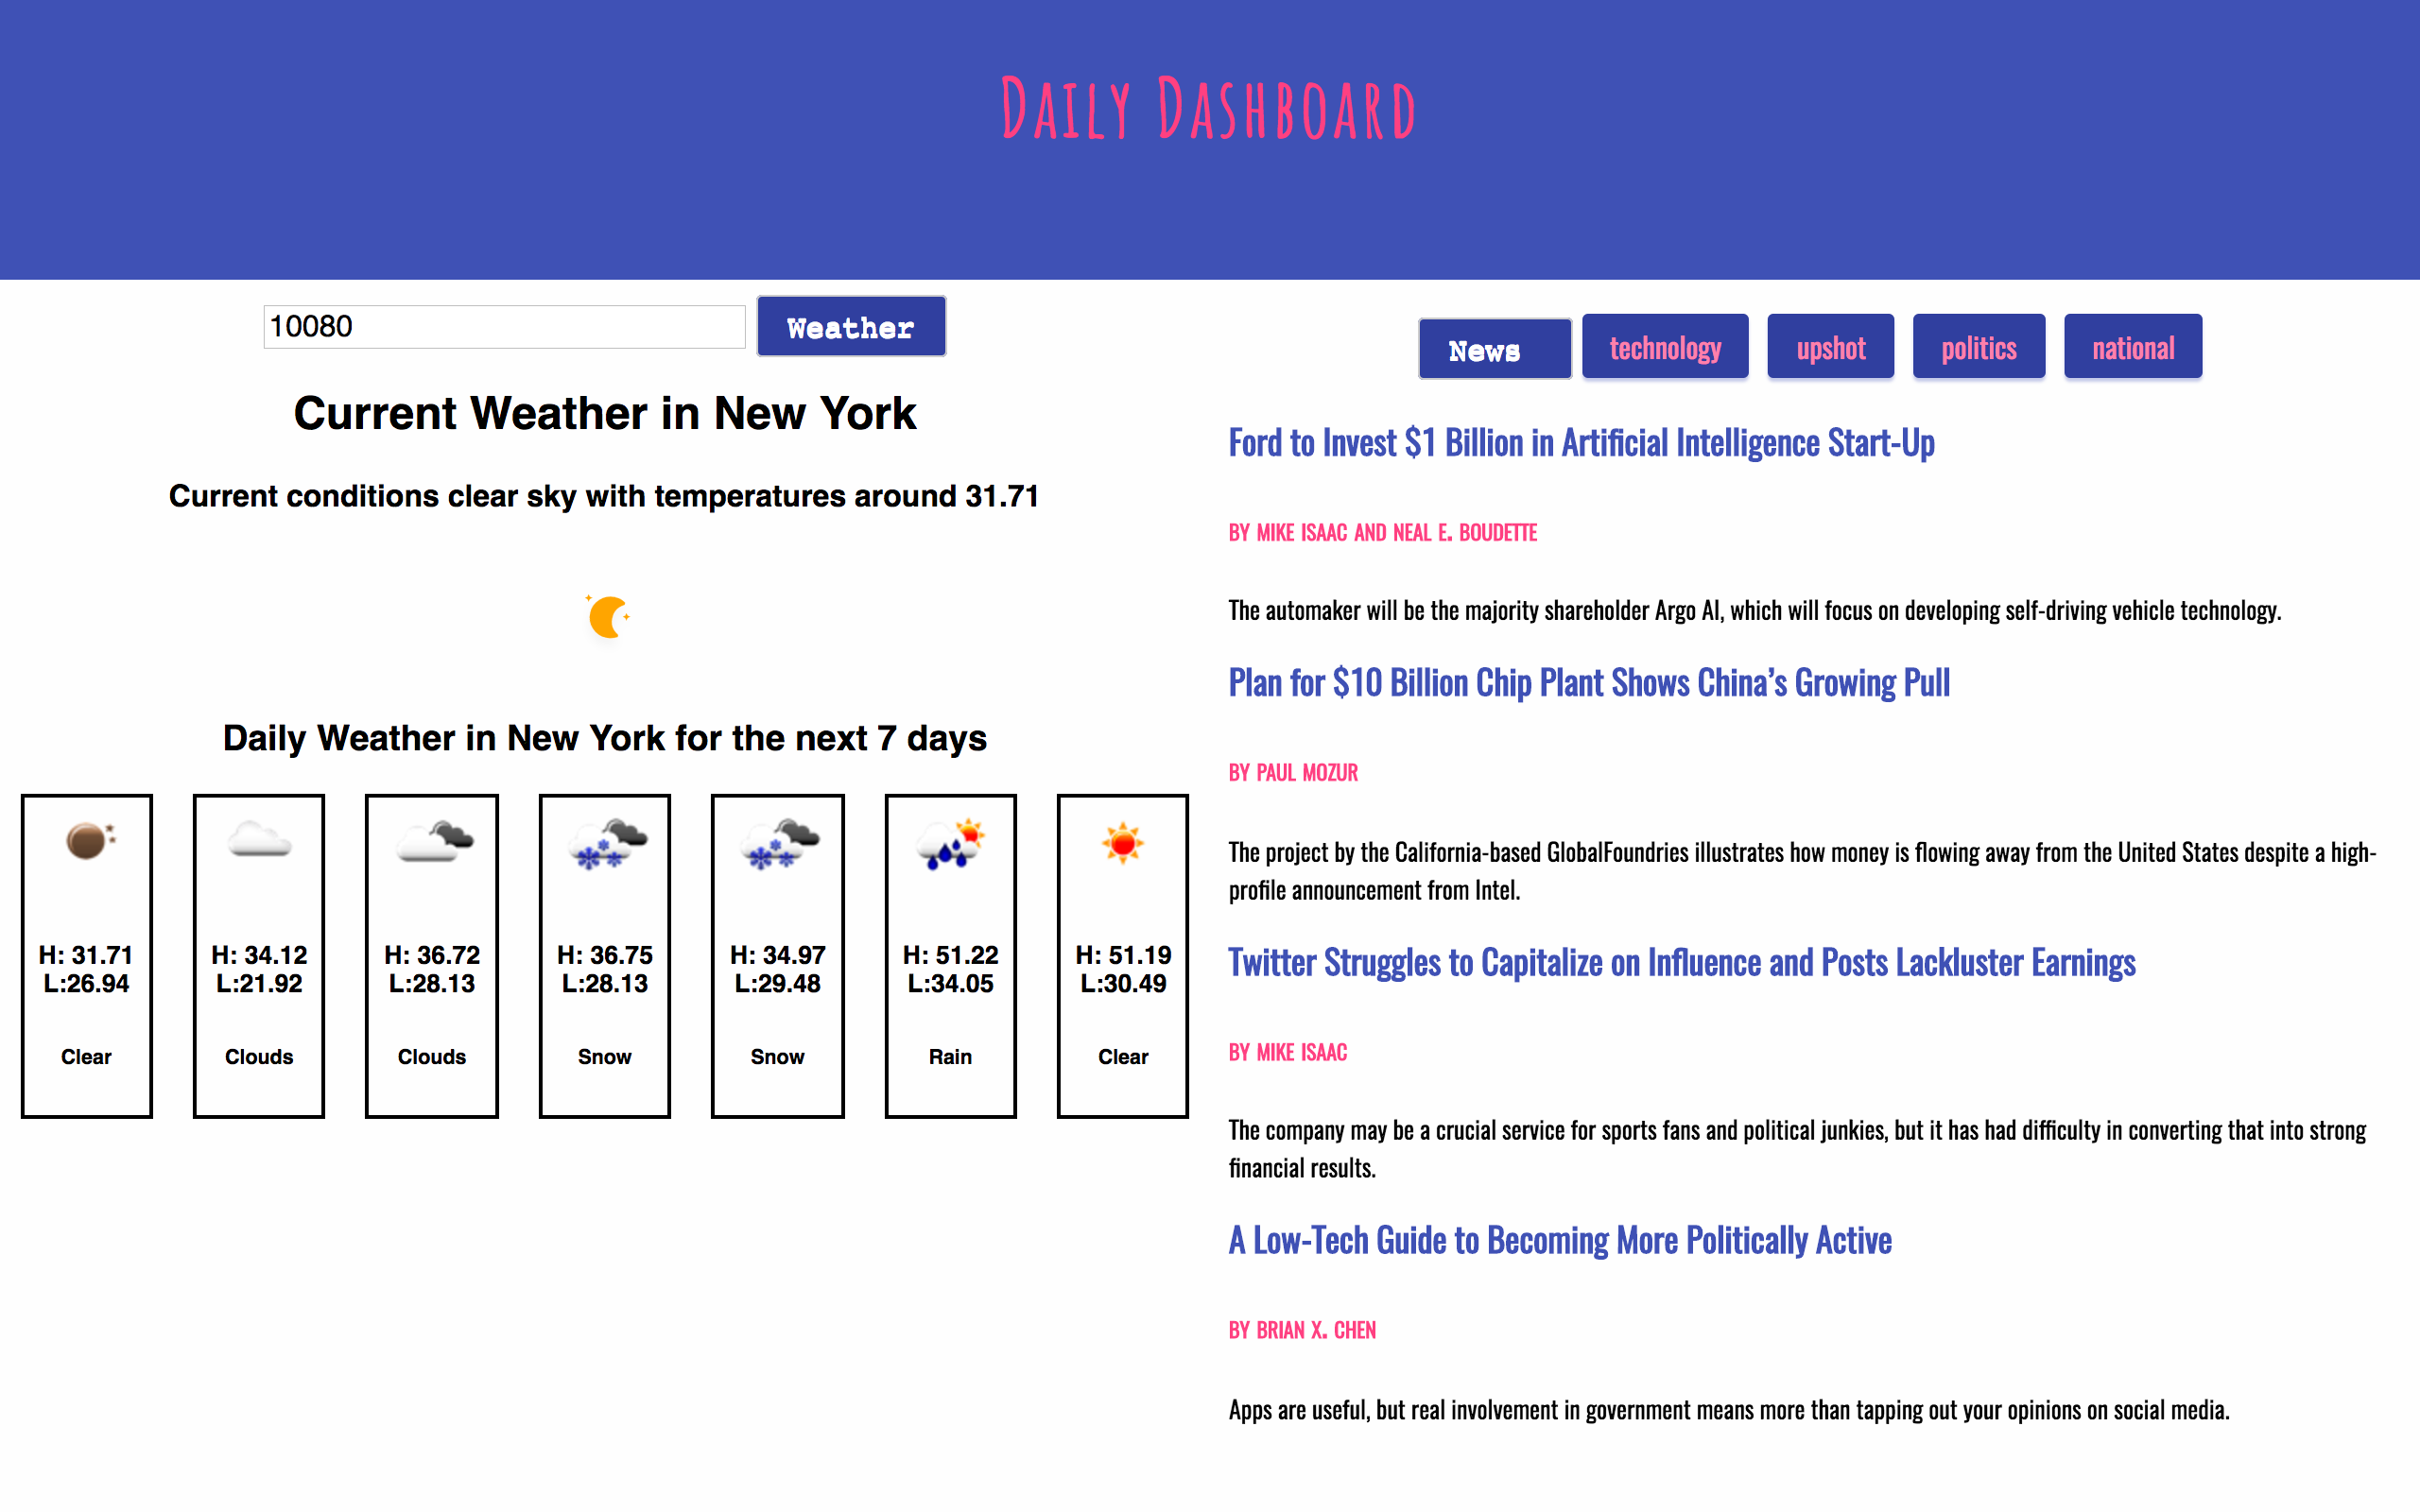 Daily Dashboard
10080
Weather
Current Weather in New York
Current conditions clear sky with temperatures around 31.71
Daily Weather in New York for the next 7 days
H: 31.71
L:26.94
Clear
H: 34.12
L:21.92
Clouds
H: 36.72
L:28.13
Clouds
H: 36.75
L:28.13
Snow
H: 34.97
L:29.48
Snow
H: 51.22
L:34.05
Rain
H: 51.19
L:30.49
Clear
News
technology
upshot
politics
national
Ford to Invest $1 Billion in Artificial Intelligence Start-Up
BY MIKE ISAAC AND NEAL E. BOUDETTE
The automaker will be the majority shareholder Argo AI, which will focus on developing self-driving vehicle technology.
Plan for $10 Billion Chip Plant Shows China’s Growing Pull
BY PAUL MOZUR
The project by the California-based GlobalFoundries illustrates how money is flowing away from the United States despite a high-
profile announcement from Intel.
Twitter Struggles to Capitalize on Influence and Posts Lackluster Earnings
BY MIKE ISAAC
The company may be a crucial service for sports fans and political junkies, but it has had difficulty in converting that into strong
financial results.
A Low-Tech Guide to Becoming More Politically Active
BY BRIAN X. CHEN
Apps are useful, but real involvement in government means more than tapping out your opinions on social media.